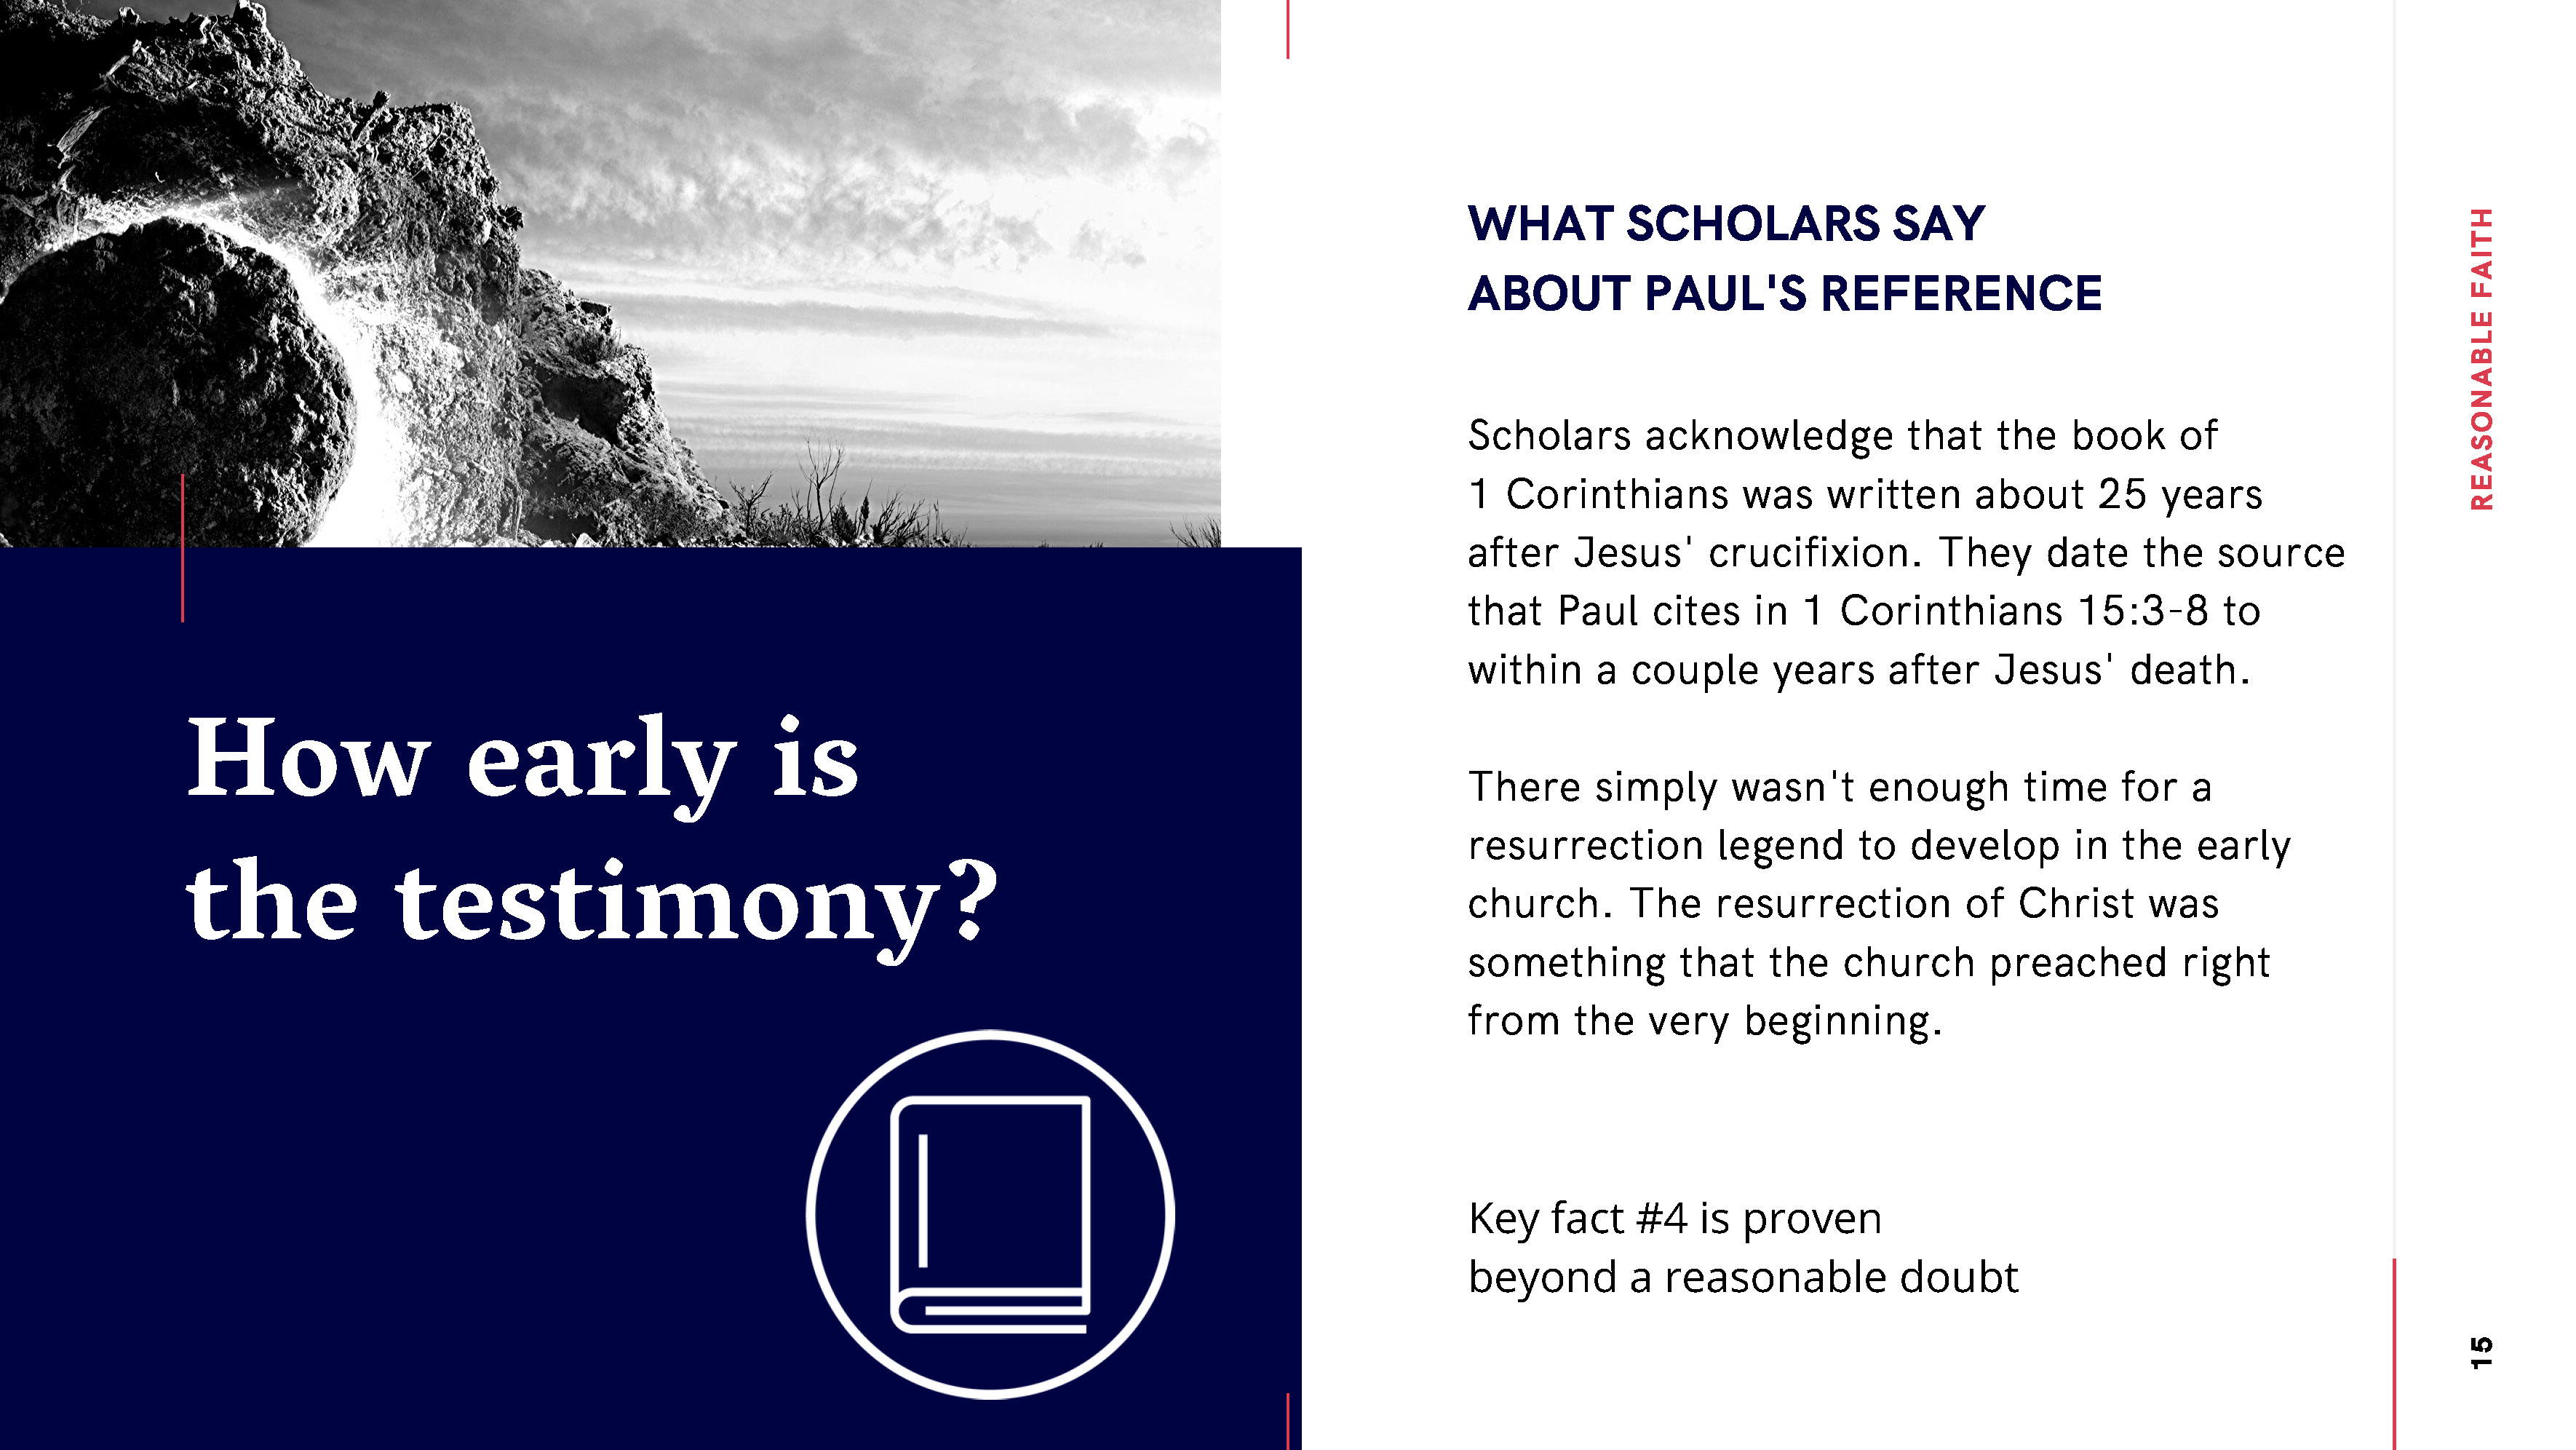 How early is
the testimony?
WHAT SCHOLARS SAY
ABOUT PAUL'S REFERENCE
Scholars acknowledge that the book of
1 Corinthians was written about 25 years
after Jesus' crucifixion. They date the source
that Paul cites in 1 Corinthians 15:3-8 to
within a couple years after Jesus' death.
There simply wasn't enough time for a
resurrection legend to develop in the early
church. The resurrection of Christ was
something that the church preached right
from the very beginning.
Key fact #4 is proven
beyond a reasonable doubt
REASONABLE FAITH
15